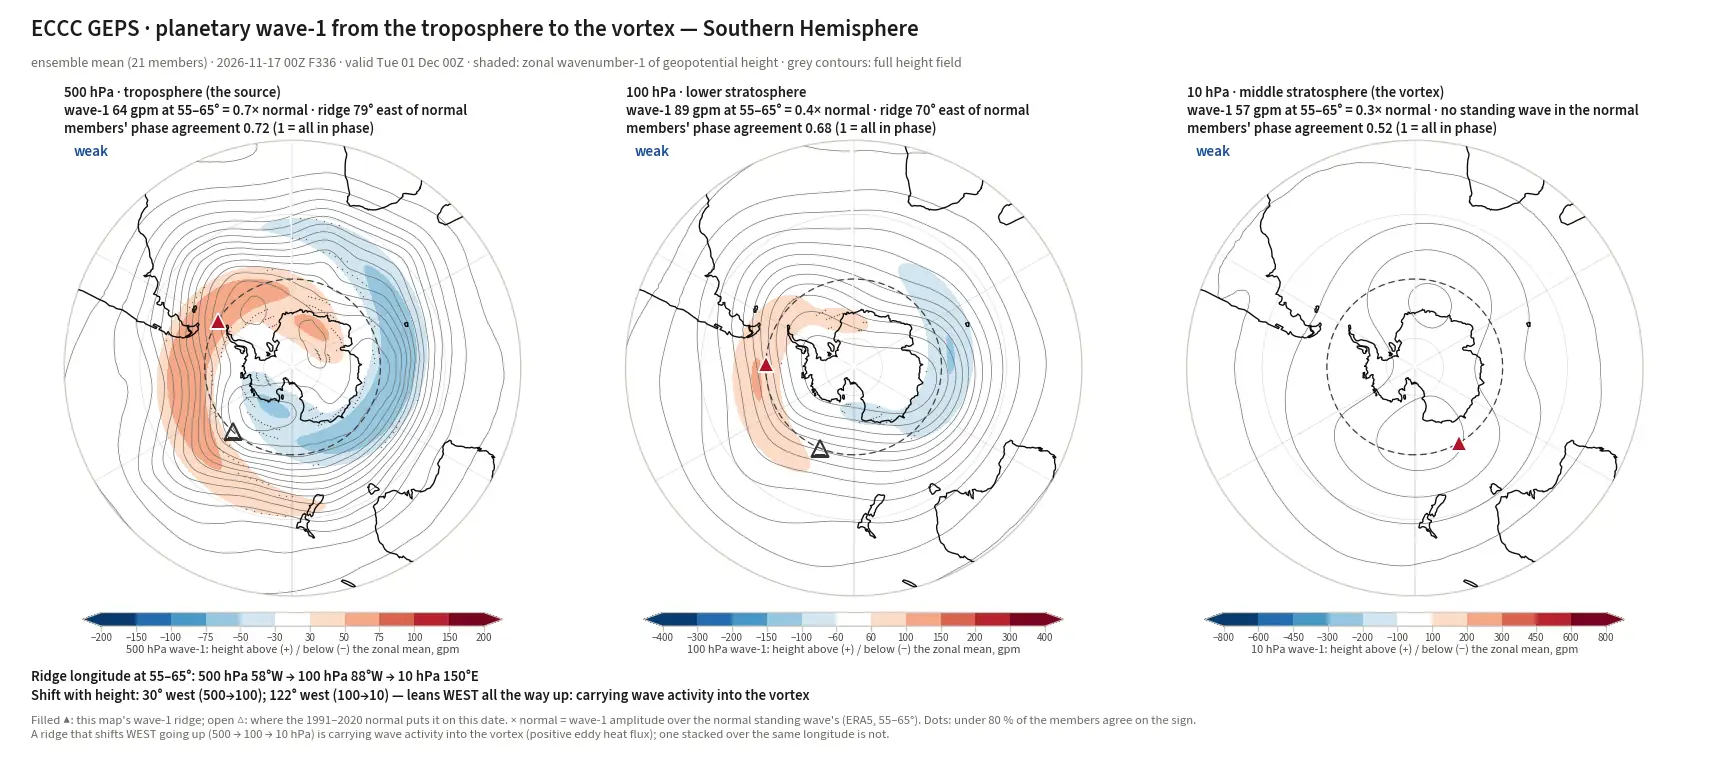 ECCC GEPS · planetary wave-1 from the troposphere to the vortex — Southern Hemisphere
ensemble mean (21 members) · 2026-11-17 00Z F336 · valid Tue 01 Dec 00Z · shaded: zonal wavenumber-1 of geopotential height · grey contours: full height field
500 hPa · troposphere (the source)
wave-1 64 gpm at 55–65° = 0.7× normal · ridge 79° east of normal
members' phase agreement 0.72 (1 = all in phase)
weak
100 hPa · lower stratosphere
wave-1 89 gpm at 55–65° = 0.4× normal · ridge 70° east of normal
members' phase agreement 0.68 (1 = all in phase)
weak
10 hPa · middle stratosphere (the vortex)
wave-1 57 gpm at 55–65° = 0.3× normal · no standing wave in the normal
members' phase agreement 0.52 (1 = all in phase)
weak
−200 −150 −100 −75 −50 −30 30 50 75 100 150 200
500 hPa wave-1: height above (+) / below (−) the zonal mean, gpm
−400 −300 −200 −150 −100 −60 60 100 150 200 300 400
100 hPa wave-1: height above (+) / below (−) the zonal mean, gpm
−800 −600 −450 −300 −200 −100 100 200 300 450 600 800
10 hPa wave-1: height above (+) / below (−) the zonal mean, gpm
Ridge longitude at 55–65°: 500 hPa 58°W → 100 hPa 88°W → 10 hPa 150°E
Shift with height: 30° west (500→100); 122° west (100→10) — leans WEST all the way up: carrying wave activity into the vortex
Filled ▲: this map's wave-1 ridge; open △: where the 1991–2020 normal puts it on this date. × normal = wave-1 amplitude over the normal standing wave's (ERA5, 55–65°). Dots: under 80 % of the members agree on the sign.
A ridge that shifts WEST going up (500 → 100 → 10 hPa) is carrying wave activity into the vortex (positive eddy heat flux); one stacked over the same longitude is not.